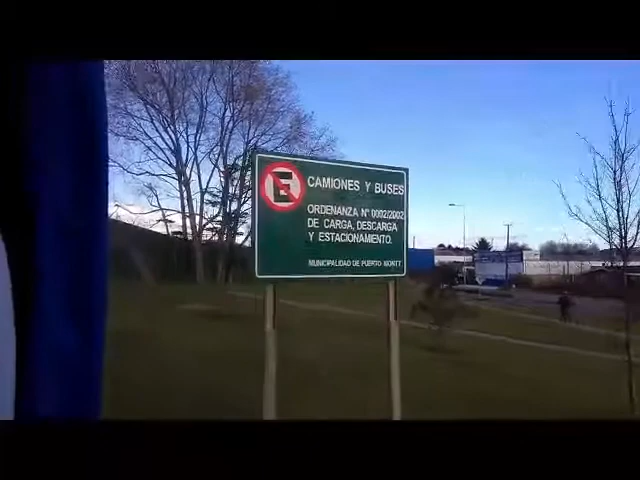 E
CAMIONES Y BUSES
ORDENANZA N° 0002/2002
DE CARGA, DESCARGA
Y ESTACIONAMIENTO.
MUNICIPALIDAD DE PUERTO MONTT